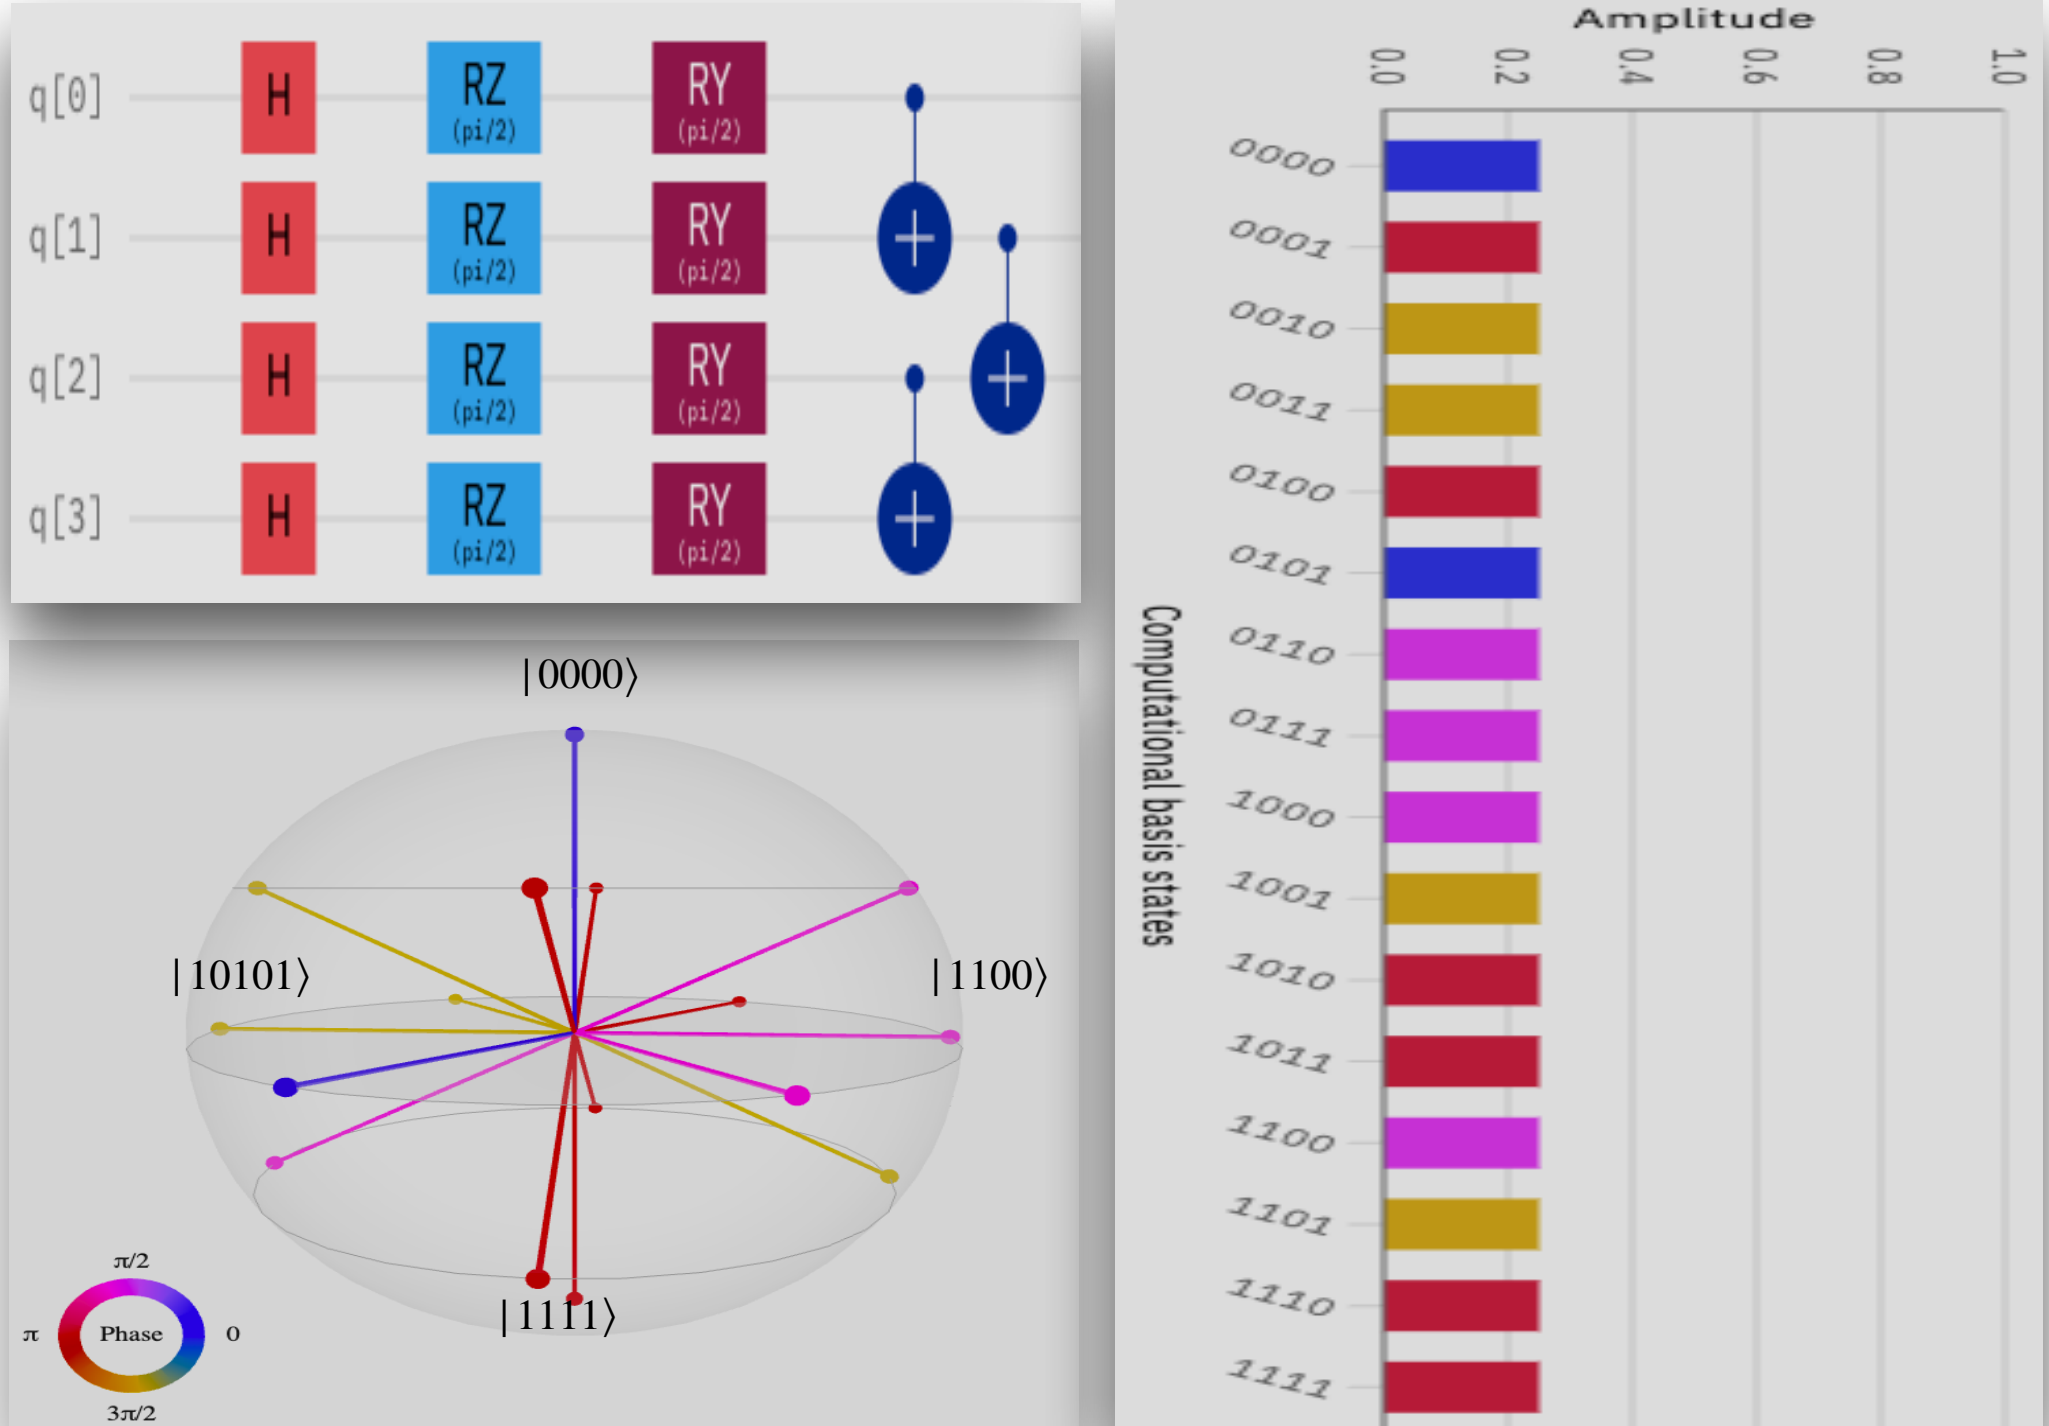 q[0] H RZ (pi/2) RY (pi/2)
q[1] H RZ (pi/2) RY (pi/2)
q[2] H RZ (pi/2) RY (pi/2)
q[3] H RZ (pi/2) RY (pi/2)
|0000⟩
|10101⟩
|1100⟩
|1111⟩
π/2
π Phase 0
3π/2
Amplitude
0.0 0.2 0.4 0.6 0.8 1.0
Computational basis states
0000
0001
0010
0011
0100
0101
0110
0111
1000
1001
1010
1011
1100
1101
1110
1111